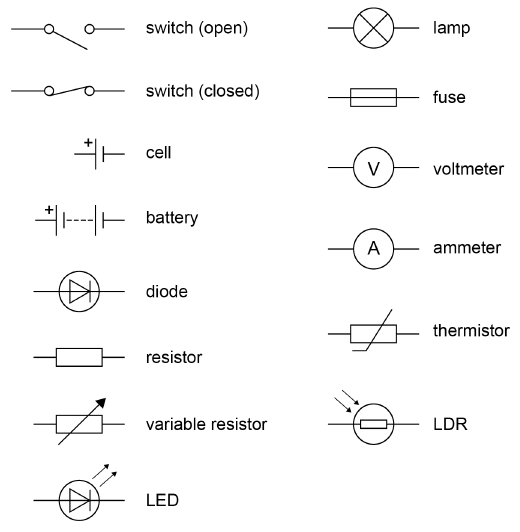 switch (open)
switch (closed)
+
cell
+
battery
diode
resistor
variable resistor
LED
lamp
fuse
V
voltmeter
A
ammeter
thermistor
LDR